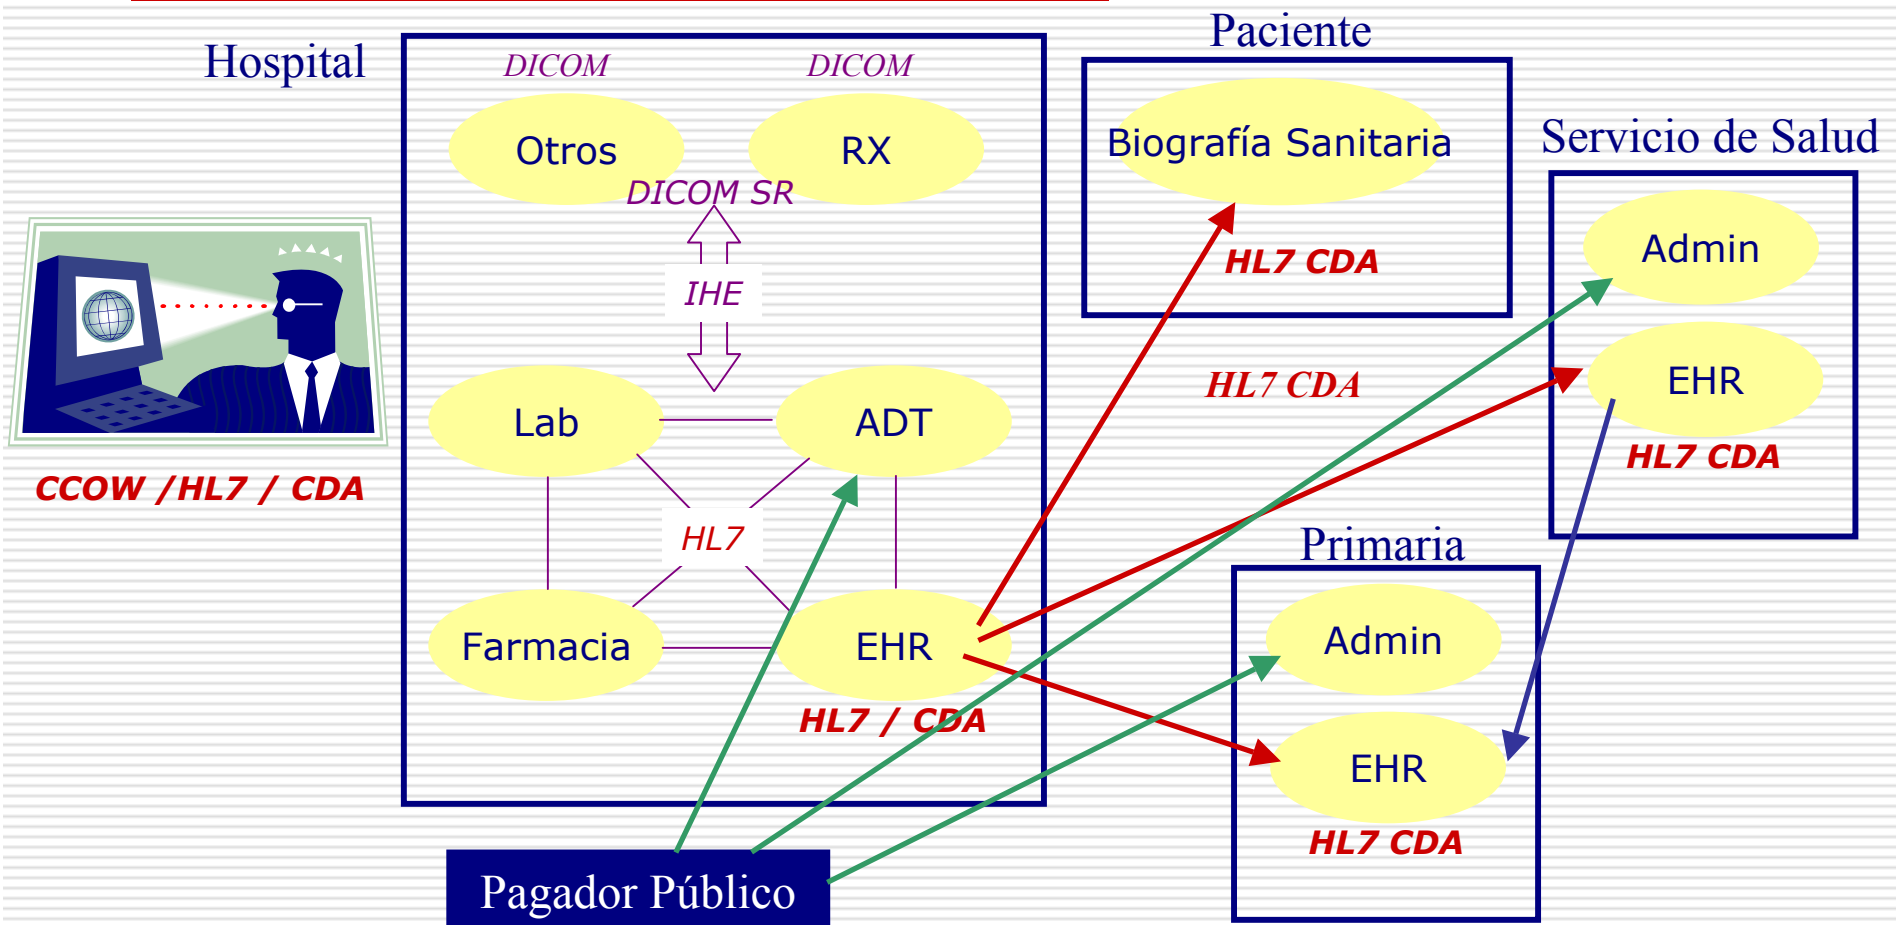 Hospital
DICOM
DICOM
Otros
RX
DICOM SR
IHE
Lab
ADT
HL7
Farmacia
EHR
HL7 / CDA
CCOW /HL7 / CDA
Paciente
Biografía Sanitaria
HL7 CDA
HL7 CDA
Servicio de Salud
Admin
EHR
HL7 CDA
Primaria
Admin
EHR
HL7 CDA
Pagador Público